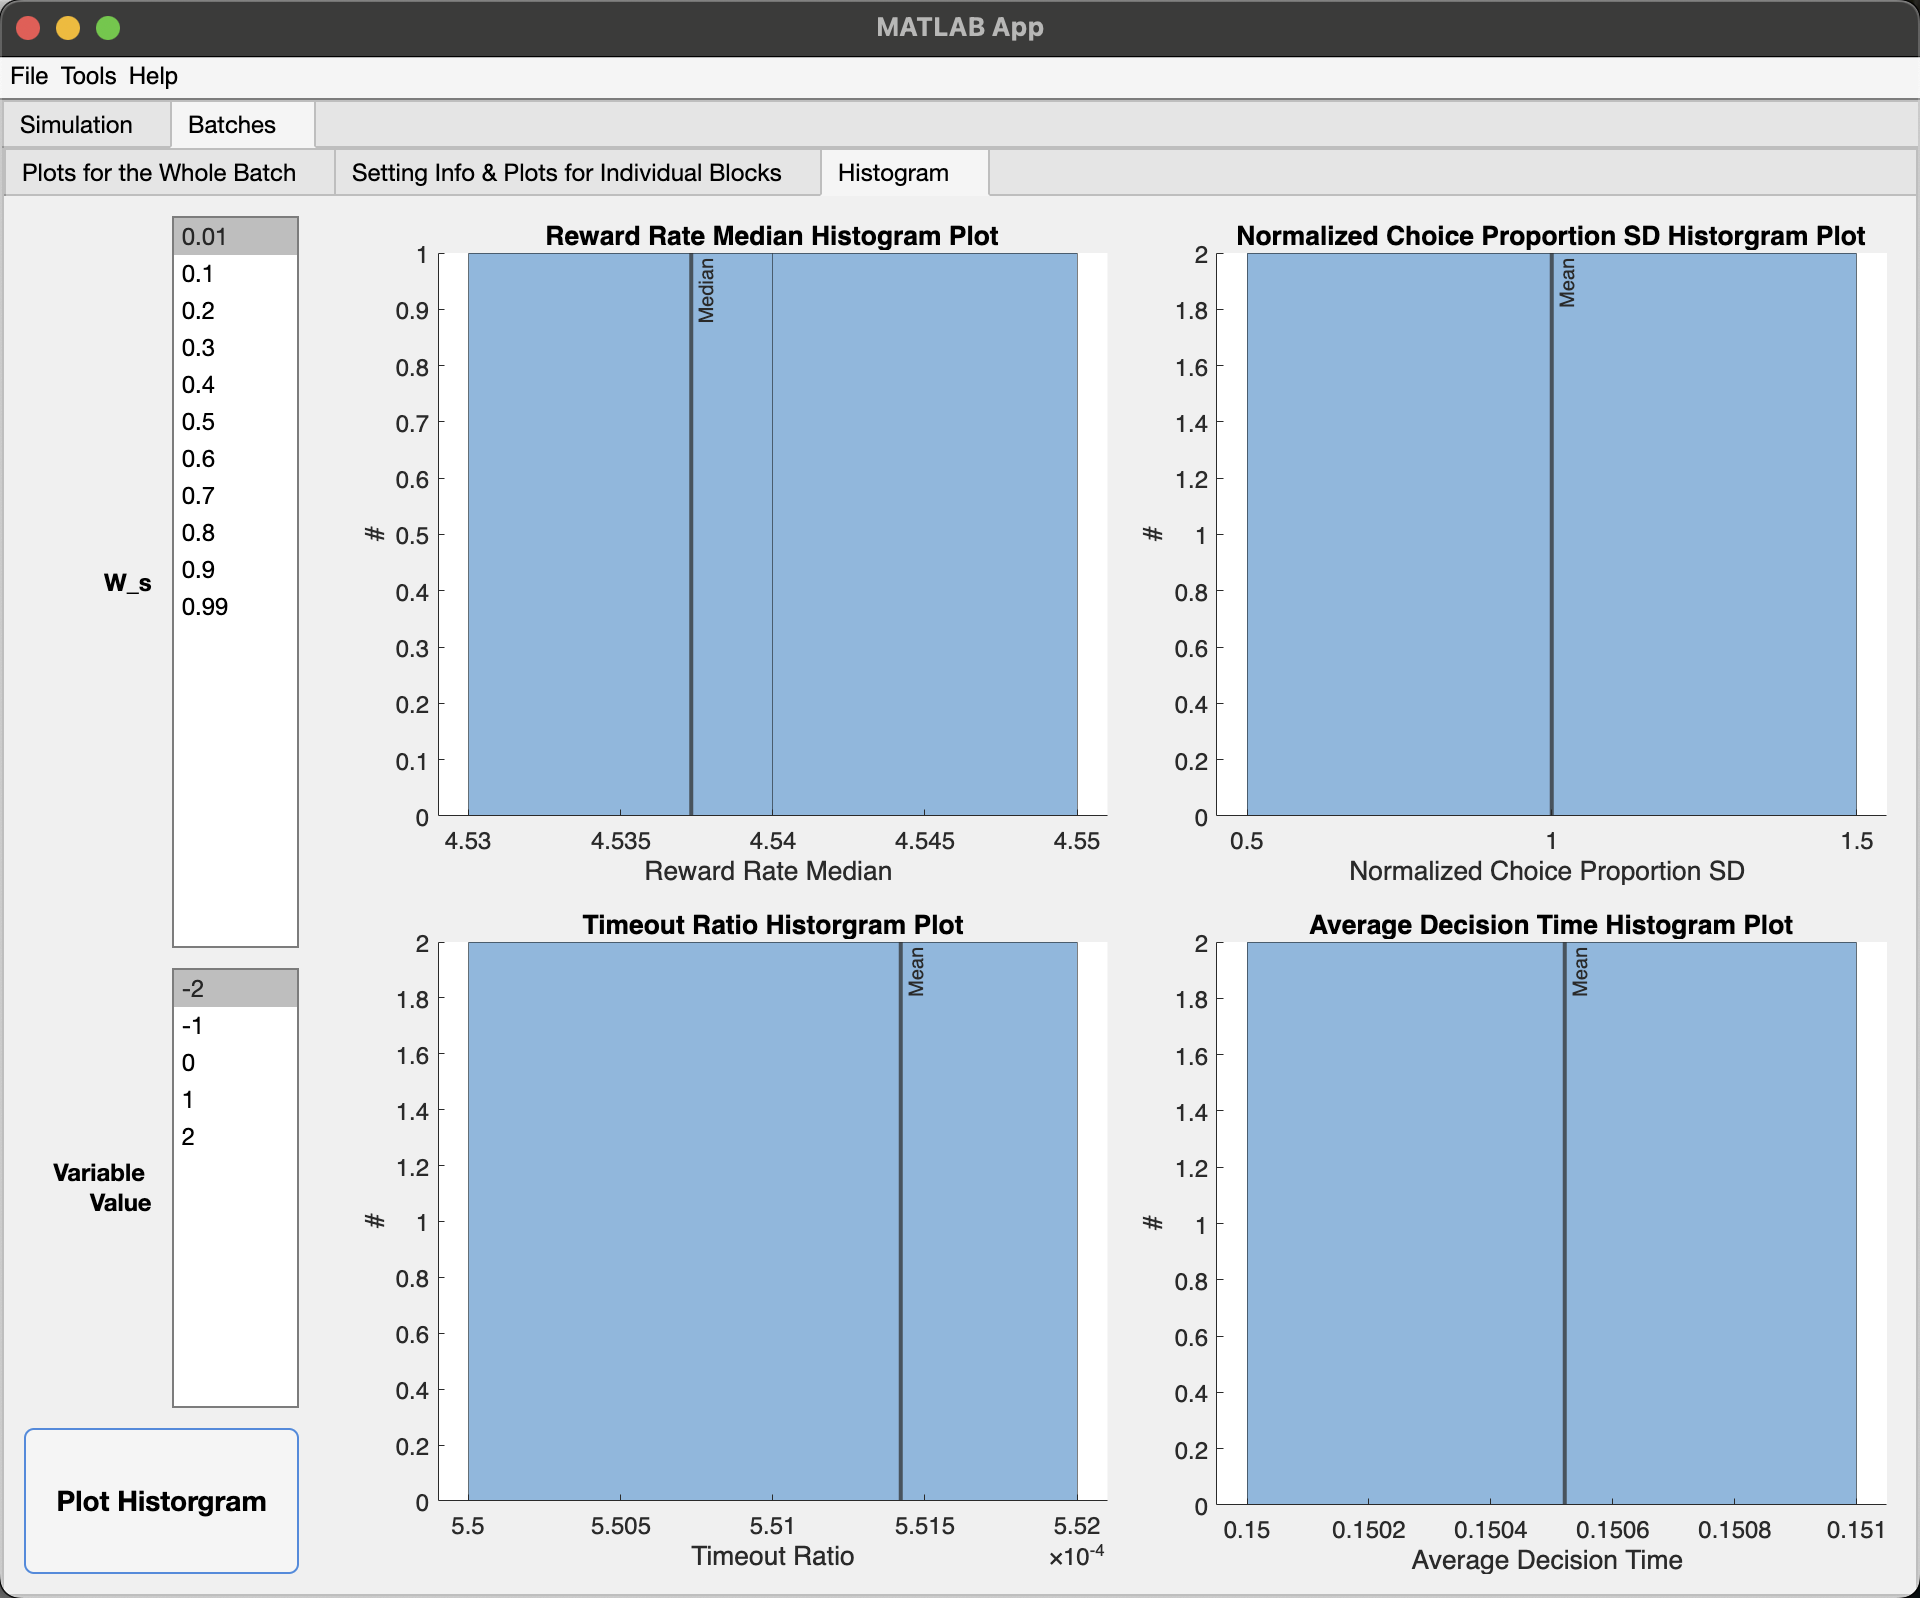 MATLAB App
File Tools Help
Simulation Batches
Plots for the Whole Batch Setting Info & Plots for Individual Blocks Histogram
W_s
0.01
0.1
0.2
0.3
0.4
0.5
0.6
0.7
0.8
0.9
0.99
Variable
Value
-2
-1
0
1
2
Plot Historgram
Reward Rate Median Histogram Plot
Median
#
1
0.9
0.8
0.7
0.6
0.5
0.4
0.3
0.2
0.1
0
4.53 4.535 4.54 4.545 4.55
Reward Rate Median
Normalized Choice Proportion SD Historgram Plot
Mean
#
2
1.8
1.6
1.4
1.2
1
0.8
0.6
0.4
0.2
0
0.5 1 1.5
Normalized Choice Proportion SD
Timeout Ratio Historgram Plot
Mean
#
2
1.8
1.6
1.4
1.2
1
0.8
0.6
0.4
0.2
0
5.5 5.505 5.51 5.515 5.52
×10-4
Timeout Ratio
Average Decision Time Histogram Plot
Mean
#
2
1.8
1.6
1.4
1.2
1
0.8
0.6
0.4
0.2
0
0.15 0.1502 0.1504 0.1506 0.1508 0.151
Average Decision Time